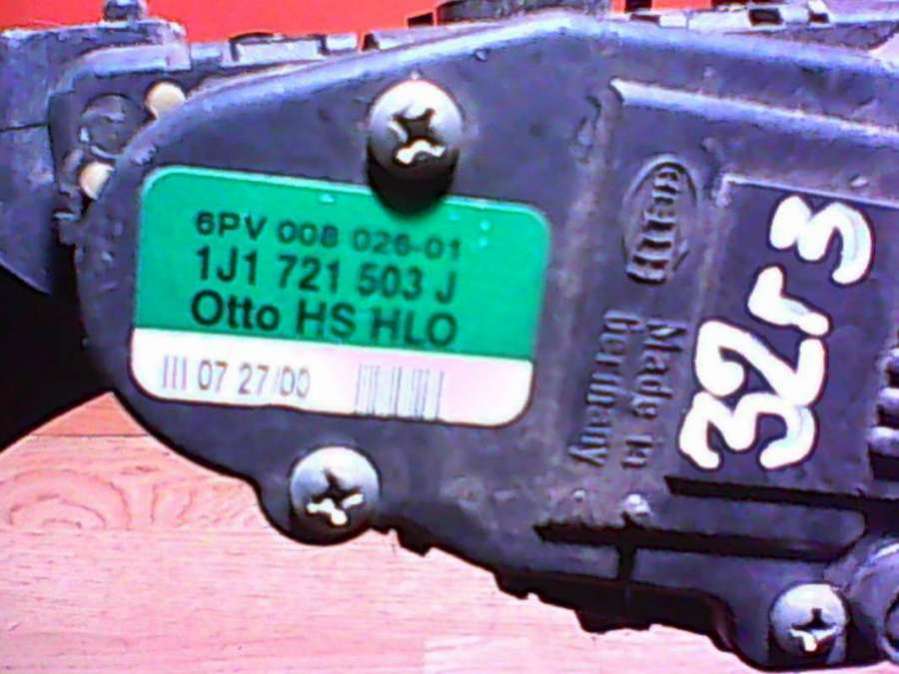 6PV 008 026-01
1J1 721 503 J
Otto HS HLO
III 07 27/00
Hella
Made in
Germany
32r3